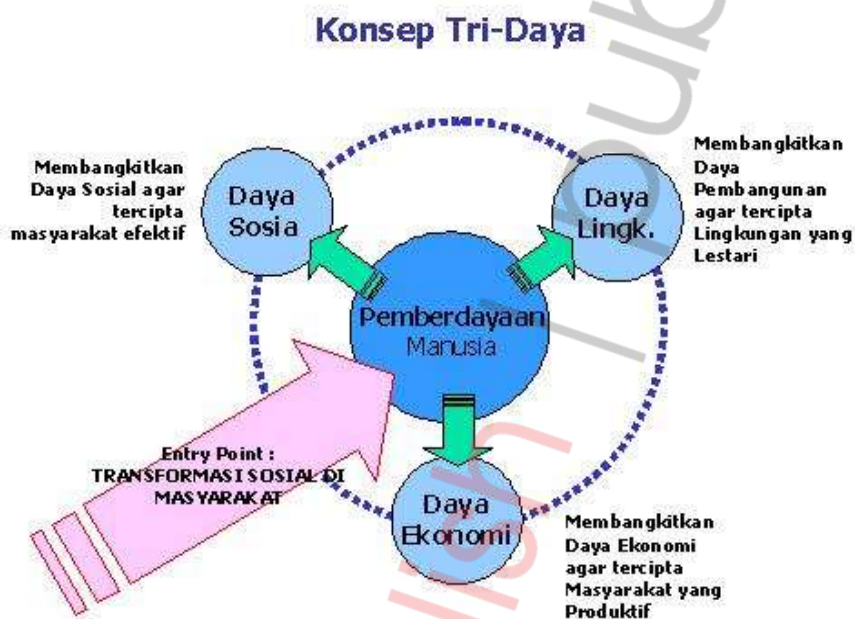 Konsep Tri-Daya
Membangkitkan
Daya Sosial agar
tercipta
masyarakat efektif
Daya
Sosia
Daya
Lingk.
Membangkitkan
Daya
Pembangunan
agar tercipta
Lingkungan yang
Lestari
Pemberdayaan
Manusia
Entry Point :
TRANSFORMASI SOSIAL DI
MASYARAKAT
Daya
Ekonomi
Membangkitkan
Daya Ekonomi
agar tercipta
Masyarakat yang
Produktif